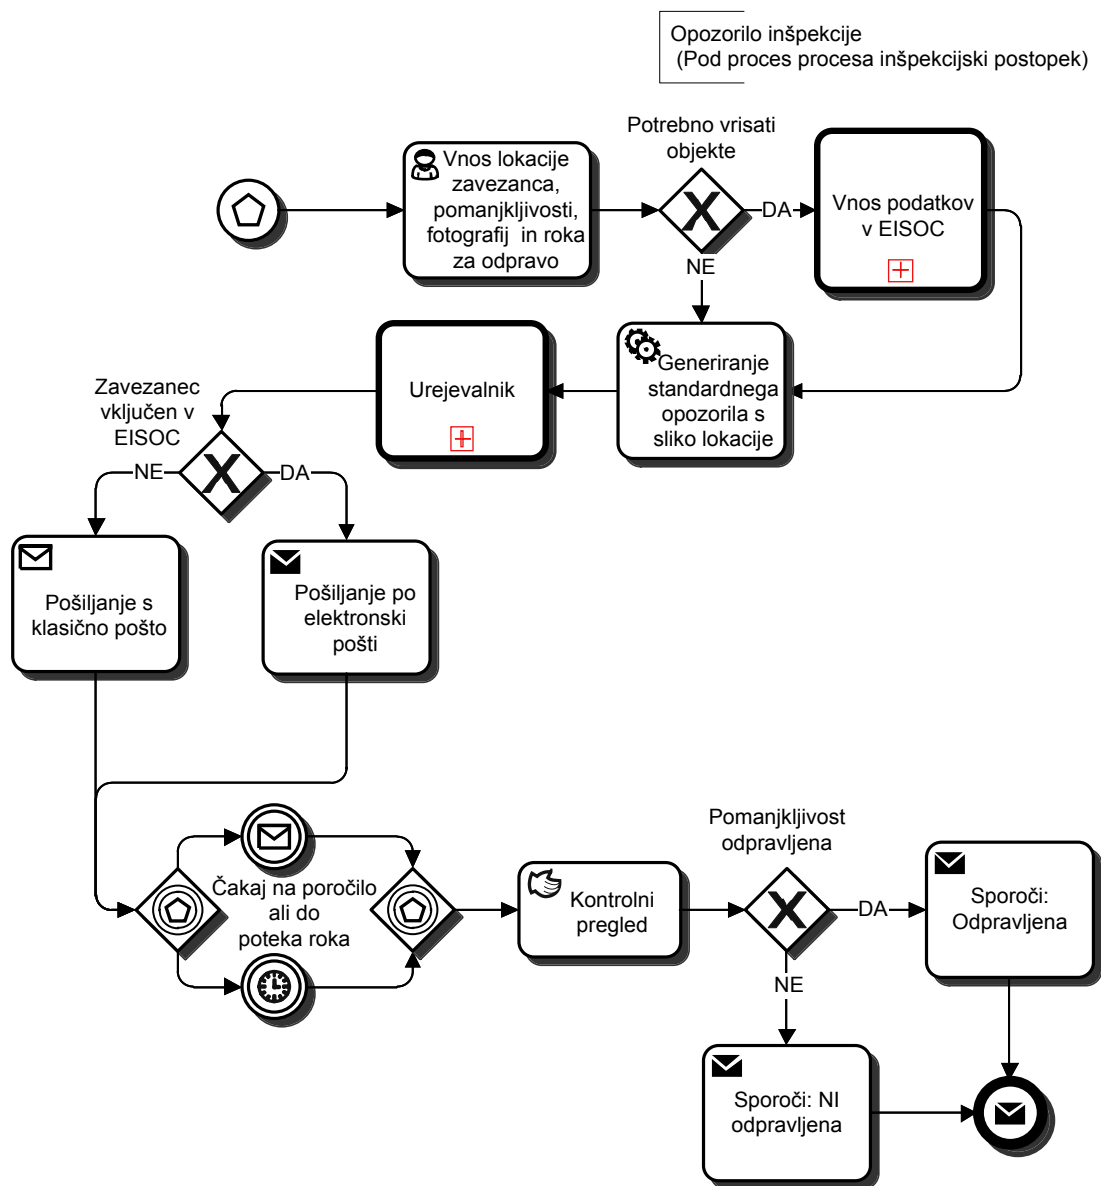 Opozorilo inšpekcije
(Pod proces procesa inšpekcijski postopek)
Potrebno vrisati
objekte
Vnos lokacije
zavezanca,
pomanjkljivosti,
fotografij in roka
za odpravo
DA
Vnos podatkov
v EISOC
NE
Generiranje
standardnega
opozorila s
sliko lokacije
Urejevalnik
Zavezanec
vključen v
EISOC
NE
DA
Pošiljanje s
klasično pošto
Pošiljanje po
elektronski
pošti
Čakaj na poročilo
ali do
poteka roka
Kontrolni
pregled
Pomanjkljivost
odpravljena
DA
Sporoči:
Odpravljena
NE
Sporoči: NI
odpravljena